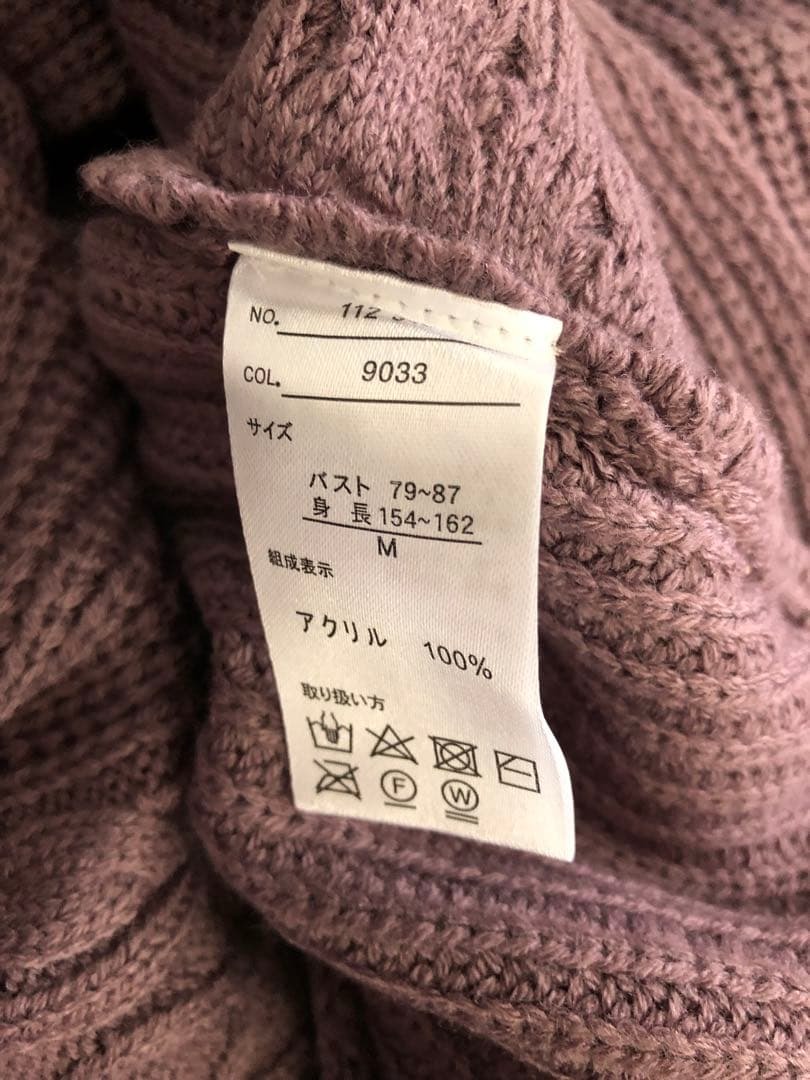 NO. 112
COL. 9033
サイズ
バスト 79~87
身 長 154~162
M
組成表示
アクリル 100%
取り扱い方
F W